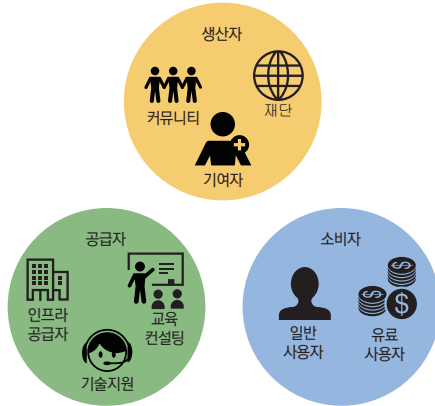 생산자
커뮤니티
재단
기여자
공급자
인프라
공급자
교육
컨설팅
기술지원
소비자
일반
사용자
유료
사용자